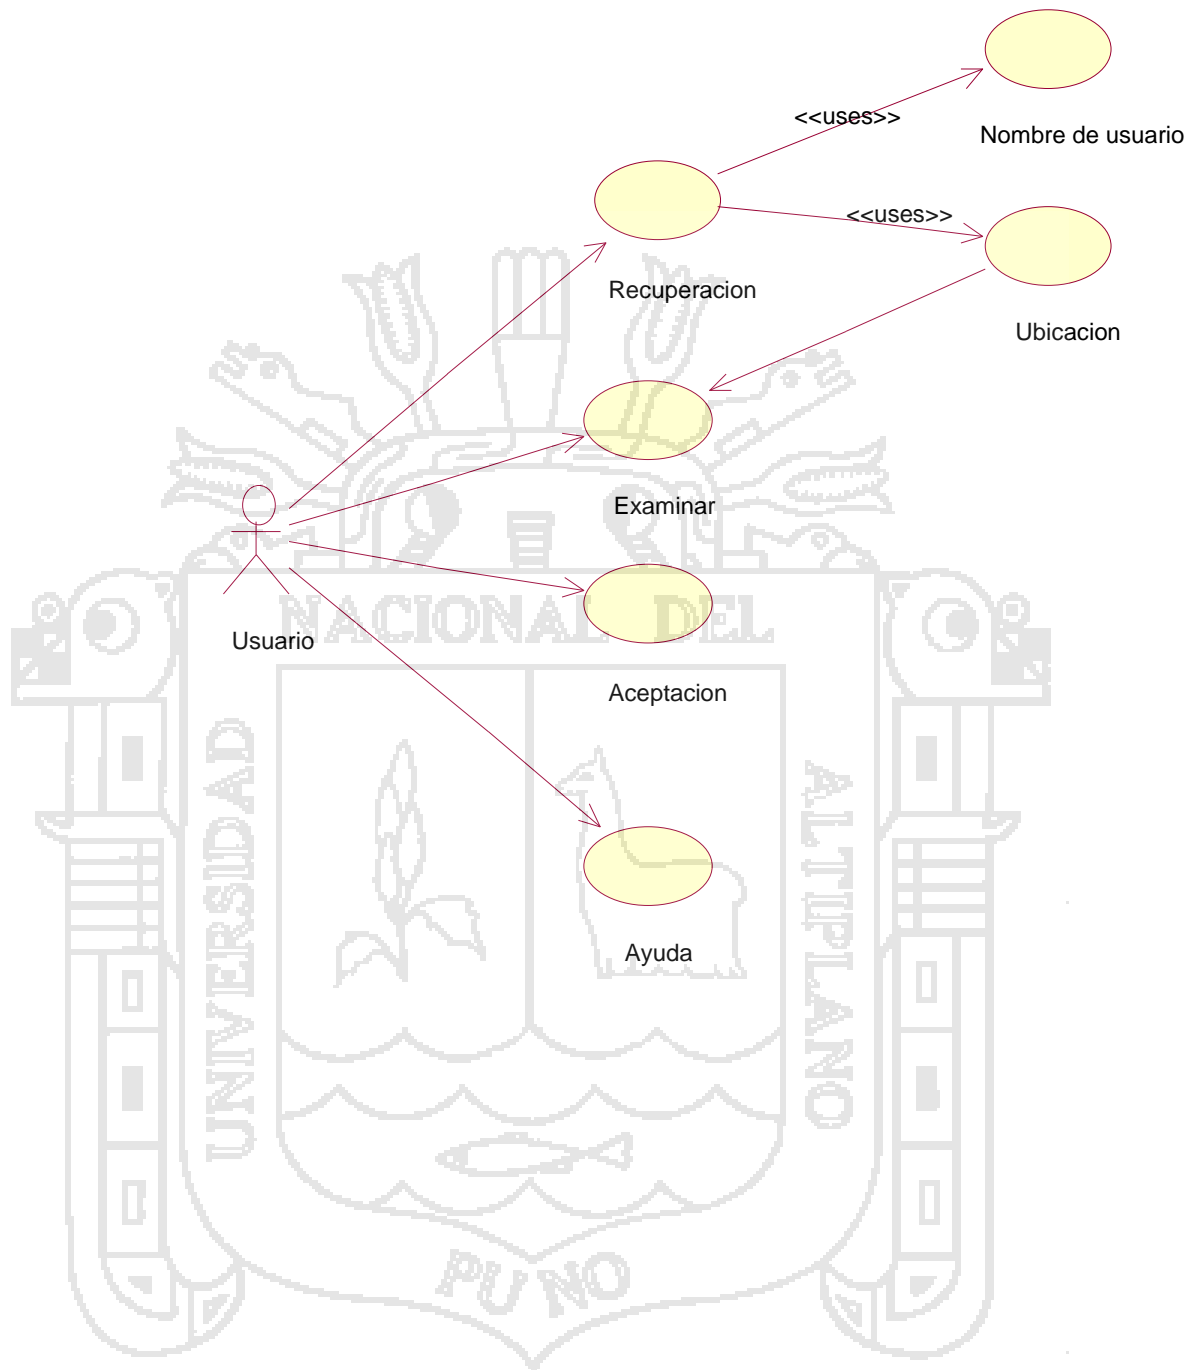 <<uses>>
Nombre de usuario
<<uses>>
Recuperacion
Ubicacion
Examinar
Usuario
Aceptacion
Ayuda
UNIVERSIDAD
NACIONAL DEL
ALTIPLANO
PUNO